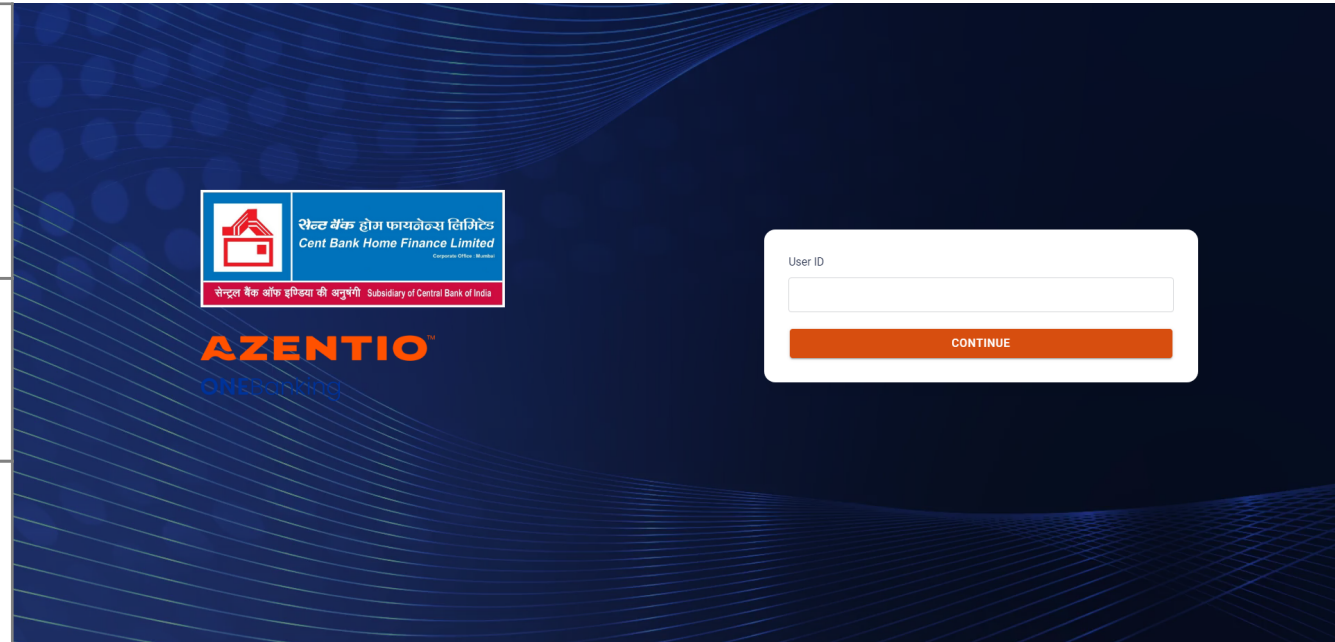 सेन्ट बैंक होम फायनेन्स लिमिटेड
Cent Bank Home Finance Limited
Corporate Office : Mumbai
सेन्ट्रल बैंक ऑफ इण्डिया की अनुषंगी Subsidiary of Central Bank of India
AZENTIO™
ONEBanking
User ID
CONTINUE